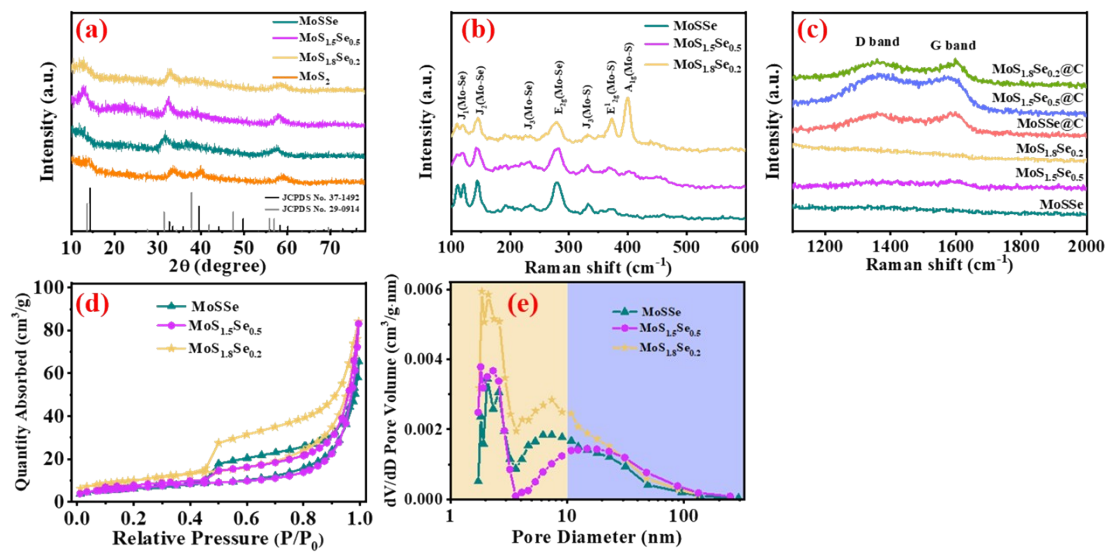 (a)
MoSSe
MoS1.5Se0.5
MoS1.8Se0.2
MoS2
JCPDS No. 37-1492
JCPDS No. 29-0914
Intensity (a.u.)
10 20 30 40 50 60 70
2θ (degree)
(b)
MoSSe
MoS1.5Se0.5
MoS1.8Se0.2
J1(Mo-Se)
J2(Mo-Se)
J3(Mo-Se)
E2g(Mo-Se)
J3(Mo-S)
E12g(Mo-S)
A1g(Mo-S)
Intensity (a.u.)
100 200 300 400 500 600
Raman shift (cm-1)
(c)
D band G band
MoS1.8Se0.2@C
MoS1.5Se0.5@C
MoSSe@C
MoS1.8Se0.2
MoS1.5Se0.5
MoSSe
Intensity (a.u.)
1200 1400 1600 1800 2000
Raman shift (cm-1)
(d)
MoSSe
MoS1.5Se0.5
MoS1.8Se0.2
Quantity Absorbed (cm3/g)
100
80
60
40
20
0
0.0 0.2 0.4 0.6 0.8 1.0
Relative Pressure (P/P0)
(e)
MoSSe
MoS1.5Se0.5
MoS1.8Se0.2
dV/dD Pore Volume (cm3/g·nm)
0.006
0.004
0.002
0.000
1 10 100
Pore Diameter (nm)